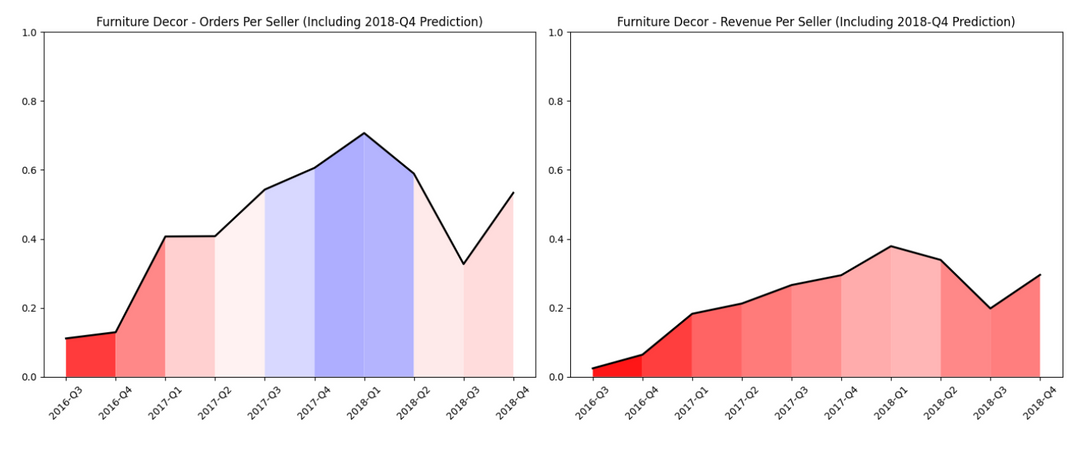 Furniture Decor - Orders Per Seller (Including 2018-Q4 Prediction)
1.0
0.8
0.6
0.4
0.2
0.0
2016-Q3
2016-Q4
2017-Q1
2017-Q2
2017-Q3
2017-Q4
2018-Q1
2018-Q2
2018-Q3
2018-Q4
Furniture Decor - Revenue Per Seller (Including 2018-Q4 Prediction)
1.0
0.8
0.6
0.4
0.2
0.0
2016-Q3
2016-Q4
2017-Q1
2017-Q2
2017-Q3
2017-Q4
2018-Q1
2018-Q2
2018-Q3
2018-Q4